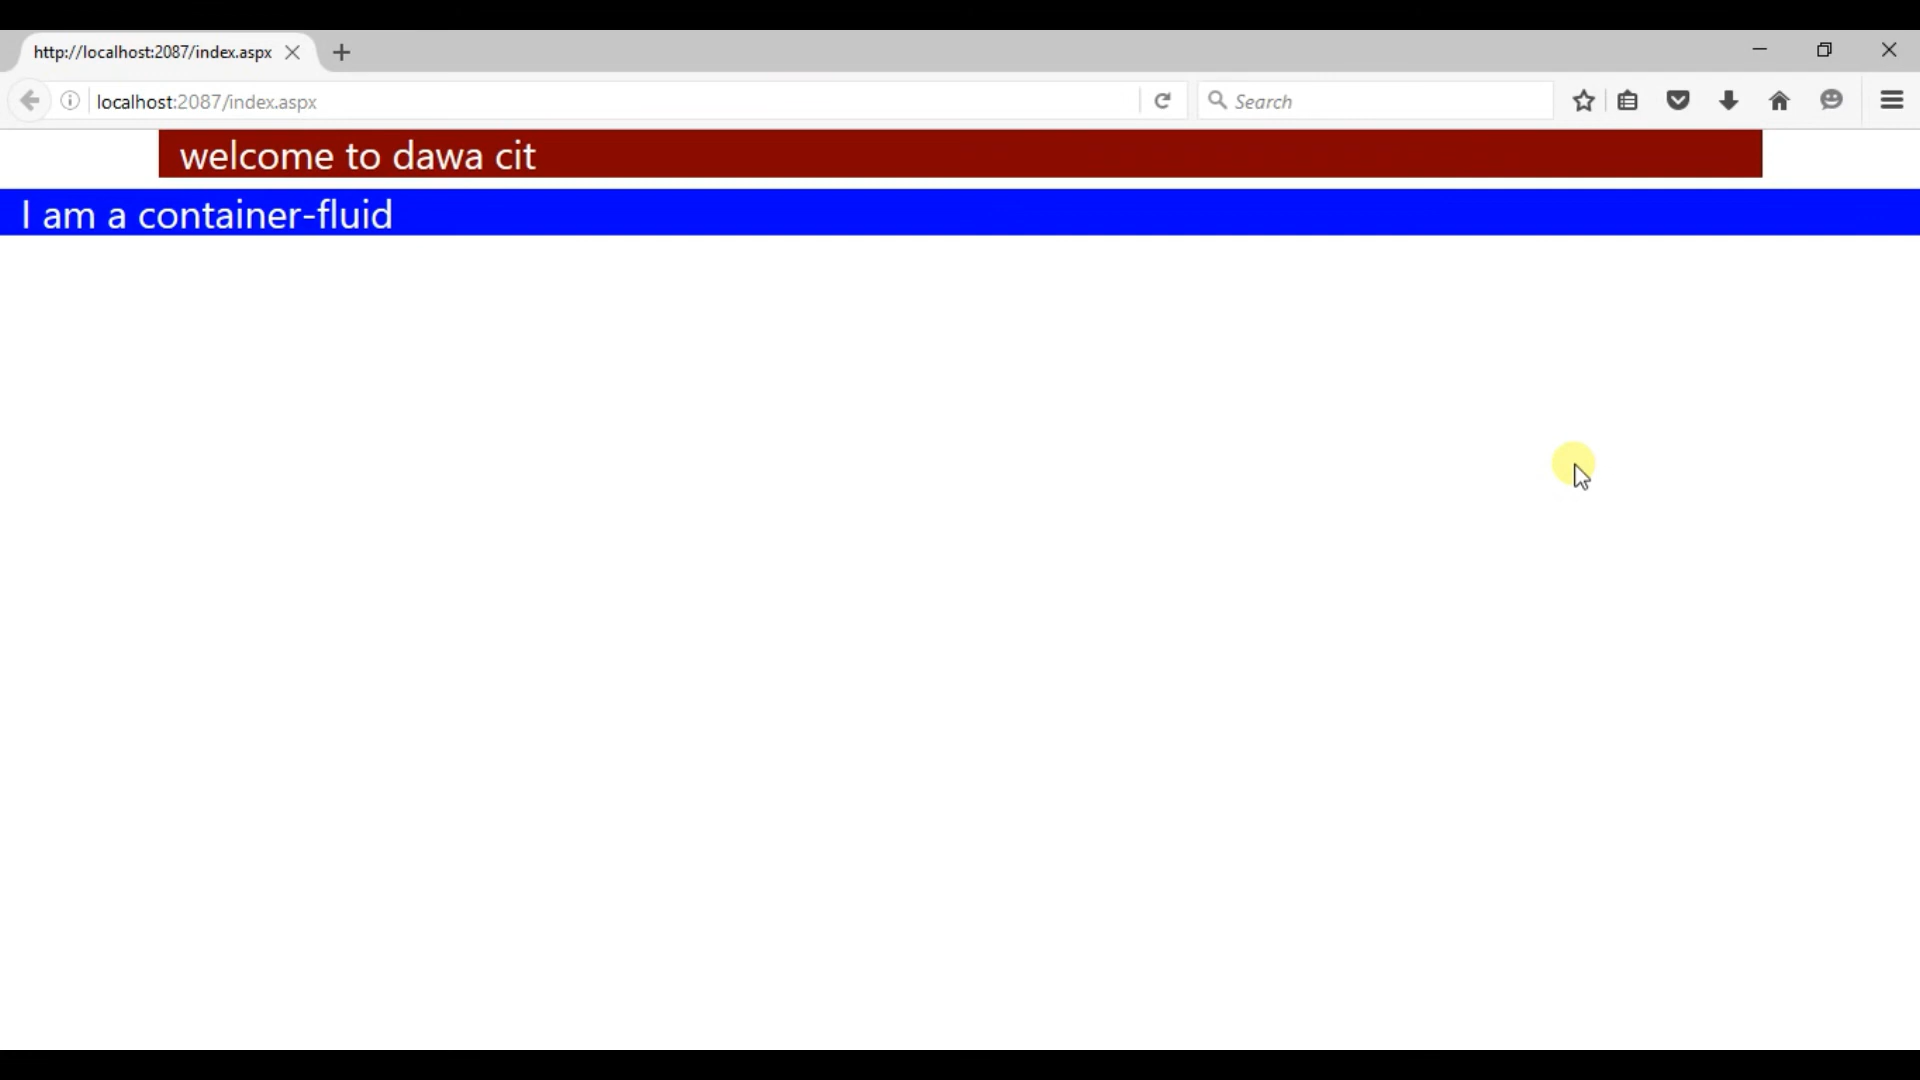 http://localhost:2087/index.aspx
localhost:2087/index.aspx
Search
welcome to dawa cit
I am a container-fluid